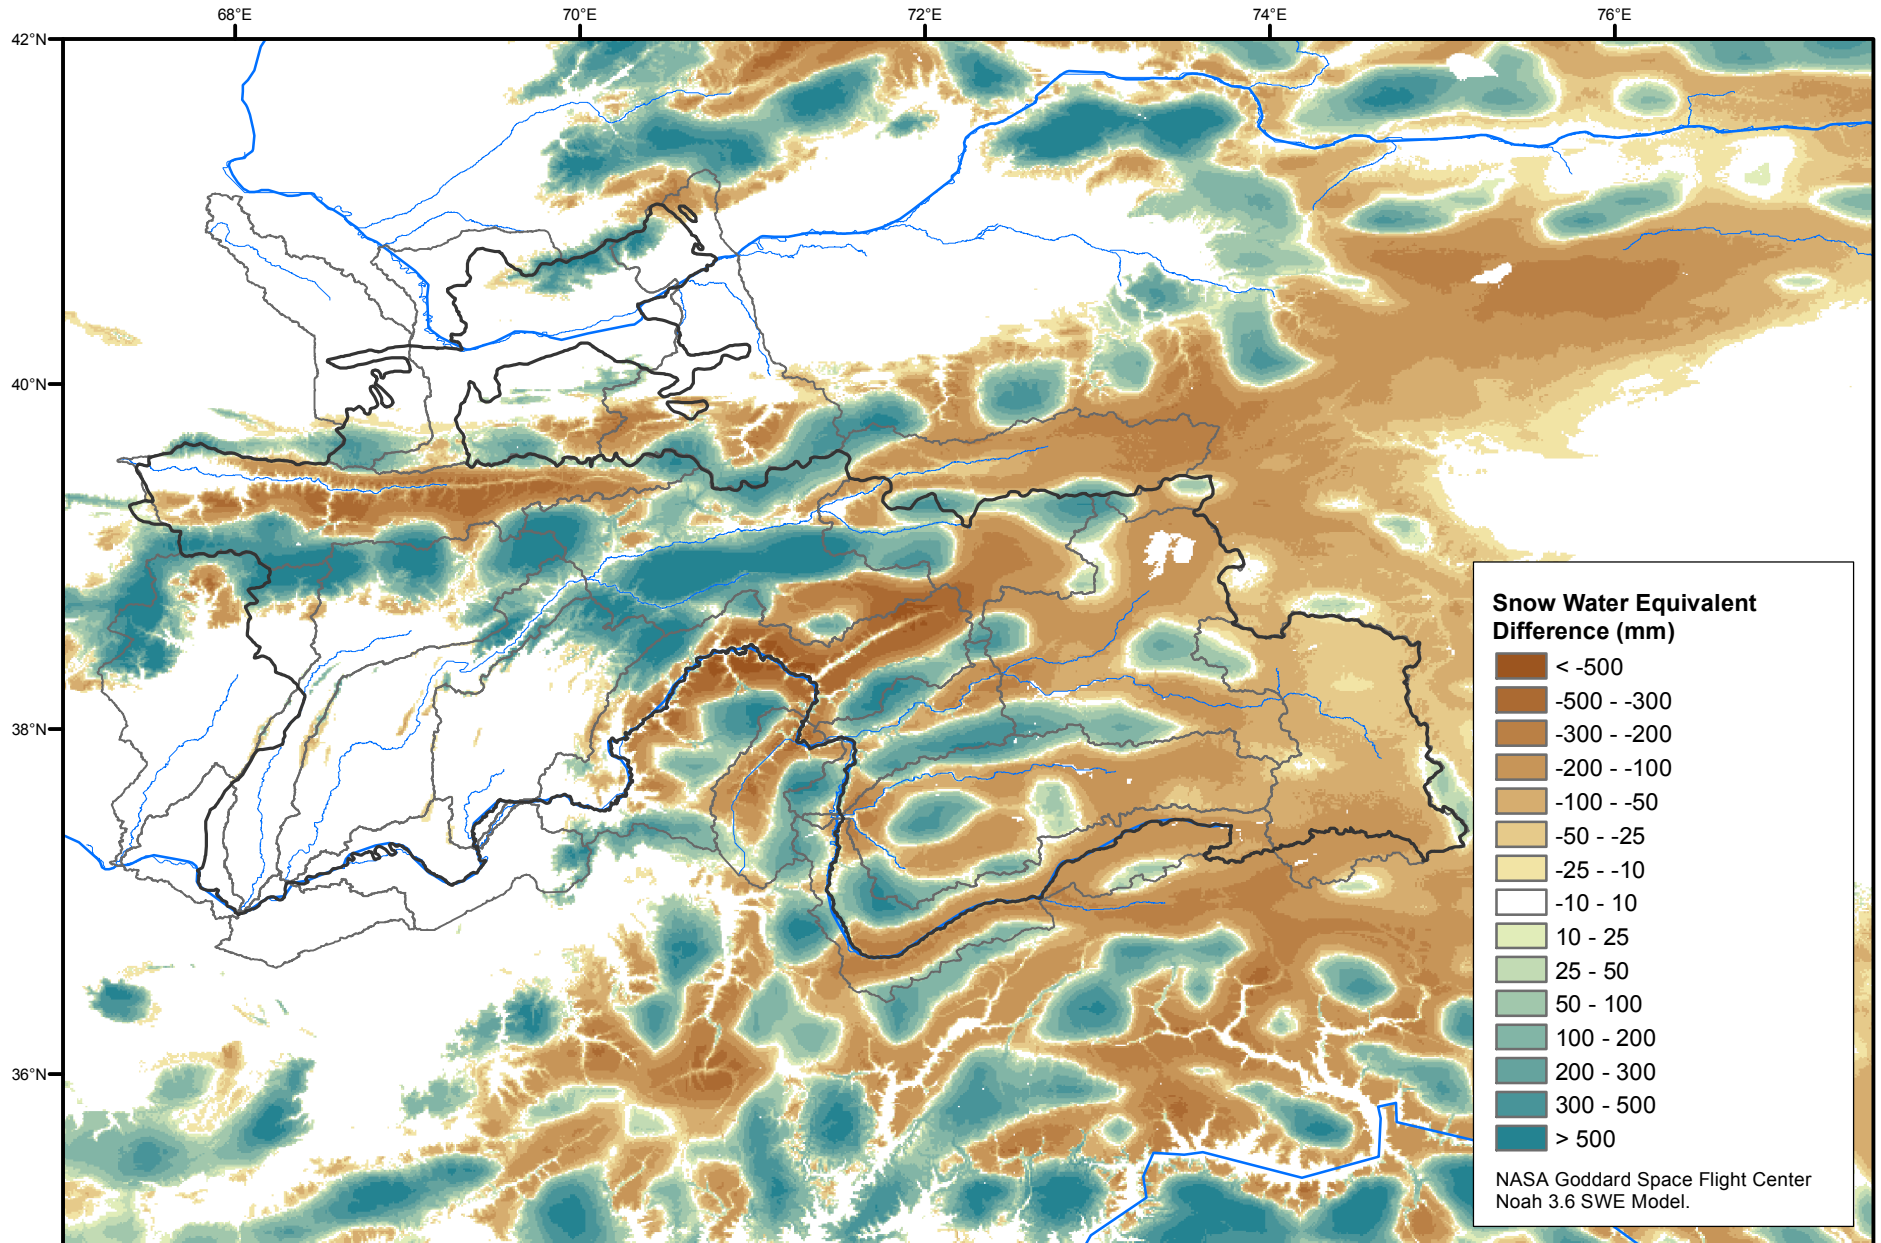 68°E 70°E 72°E 74°E 76°E
42°N
40°N
38°N
36°N
Snow Water Equivalent
Difference (mm)
< -500
-500 - -300
-300 - -200
-200 - -100
-100 - -50
-50 - -25
-25 - -10
-10 - 10
10 - 25
25 - 50
50 - 100
100 - 200
200 - 300
300 - 500
> 500
NASA Goddard Space Flight Center
Noah 3.6 SWE Model.